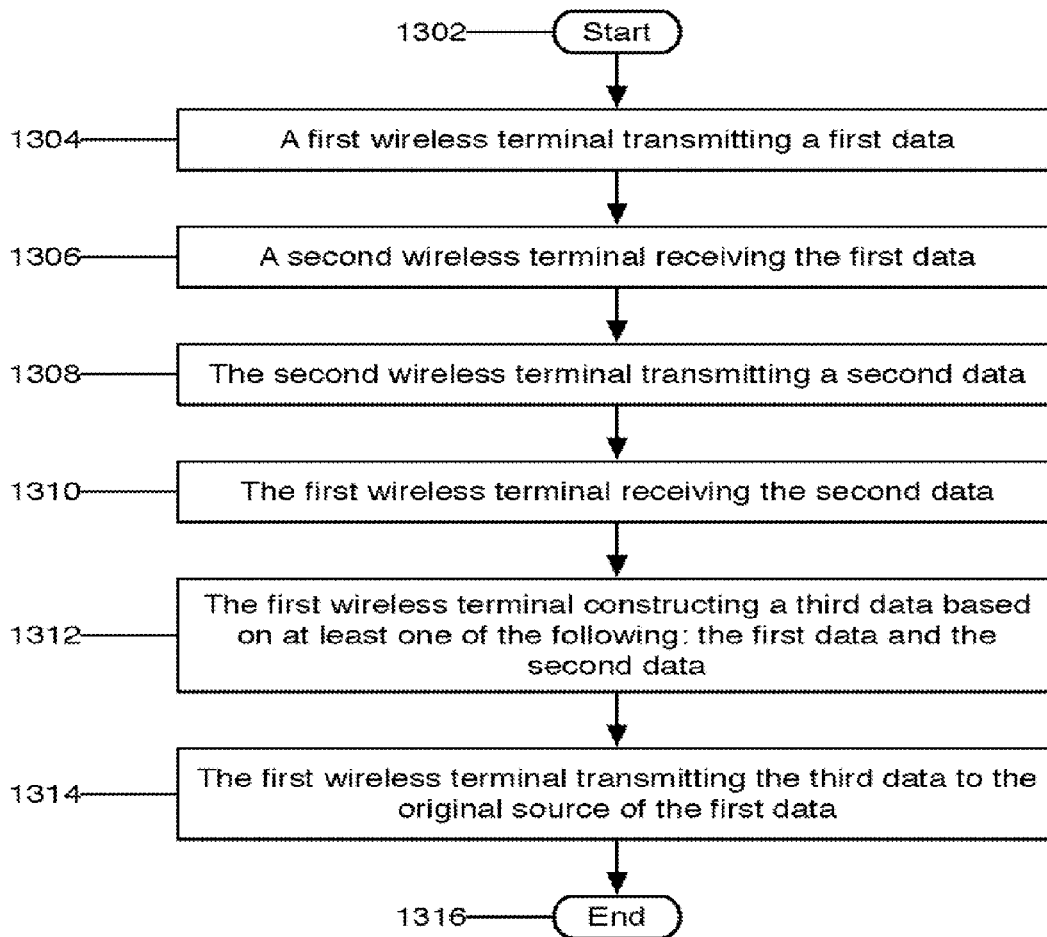 1302 Start
1304 A first wireless terminal transmitting a first data
1306 A second wireless terminal receiving the first data
1308 The second wireless terminal transmitting a second data
1310 The first wireless terminal receiving the second data
1312 The first wireless terminal constructing a third data based
on at least one of the following: the first data and the
second data
1314 The first wireless terminal transmitting the third data to the
original source of the first data
1316 End